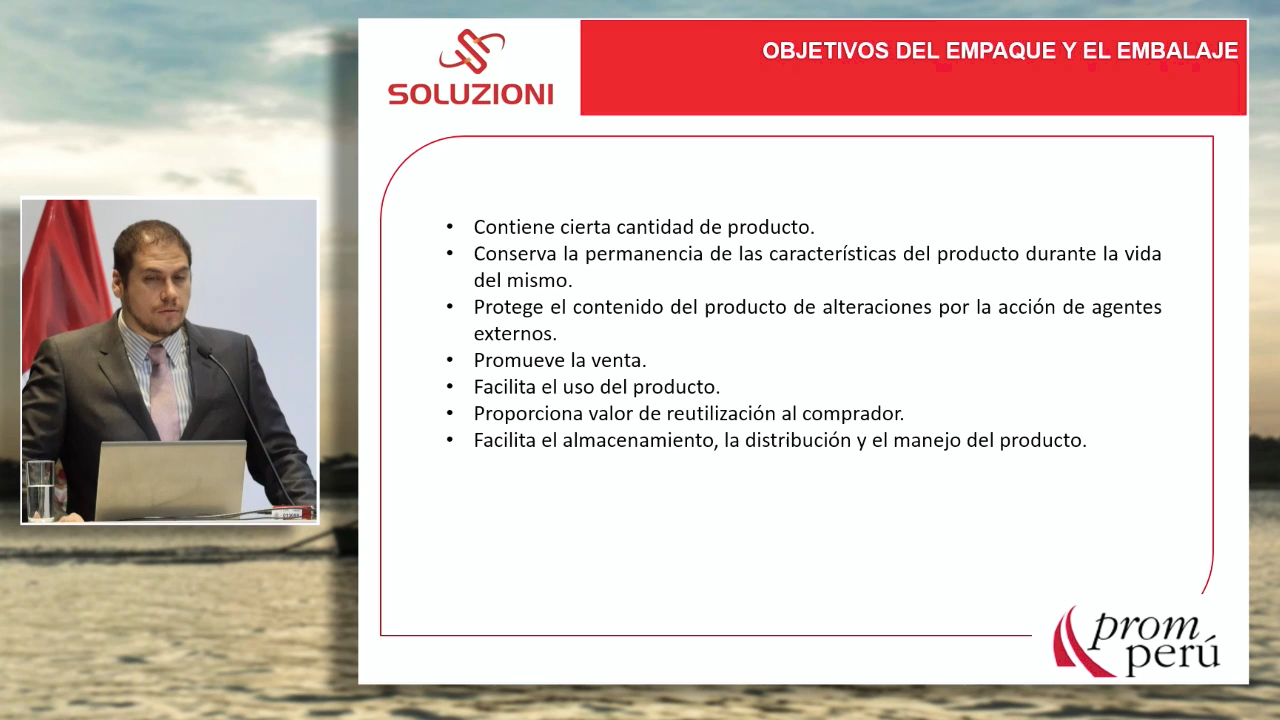 SOLUZIONI
OBJETIVOS DEL EMPAQUE Y EL EMBALAJE
• Contiene cierta cantidad de producto.
• Conserva la permanencia de las características del producto durante la vida
del mismo.
• Protege el contenido del producto de alteraciones por la acción de agentes
externos.
• Promueve la venta.
• Facilita el uso del producto.
• Proporciona valor de reutilización al comprador.
• Facilita el almacenamiento, la distribución y el manejo del producto.
prom
perú